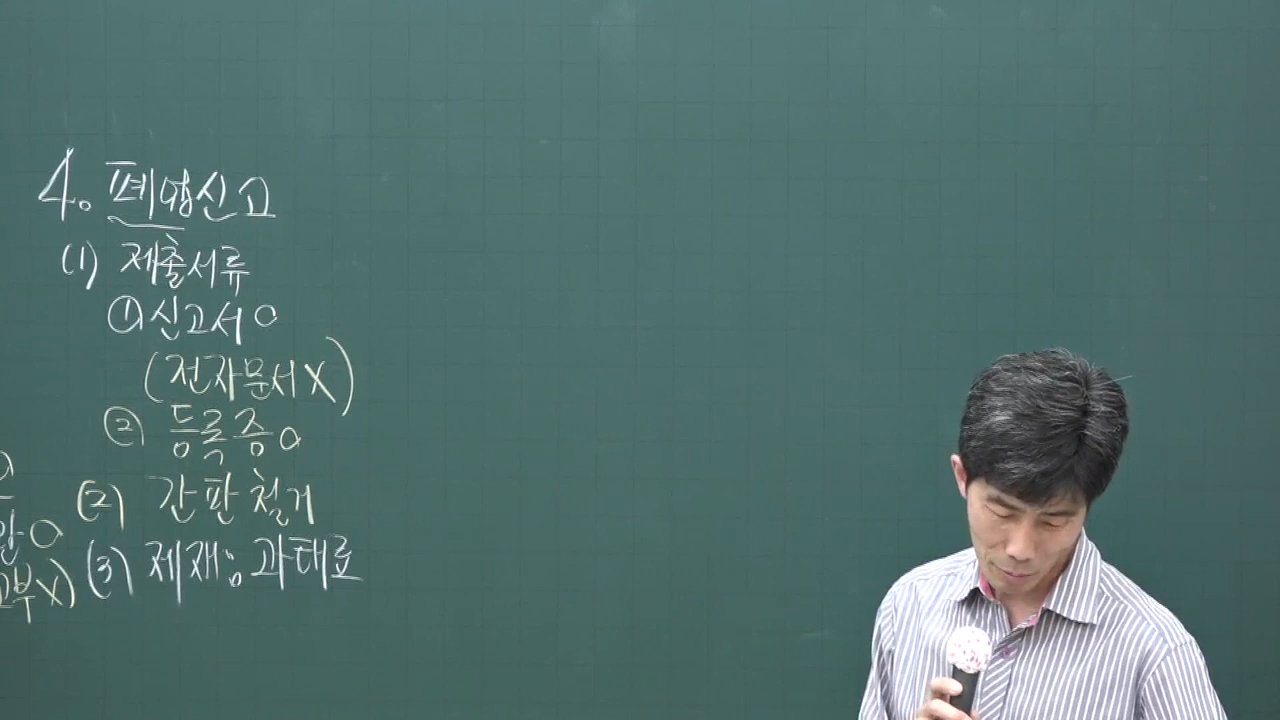 4. 폐업신고
(1) 제출서류
① 신고서 O
(전자문서 X)
② 등록증 O
(2) 간판철거
O
(3) 제재: 과태료
X)